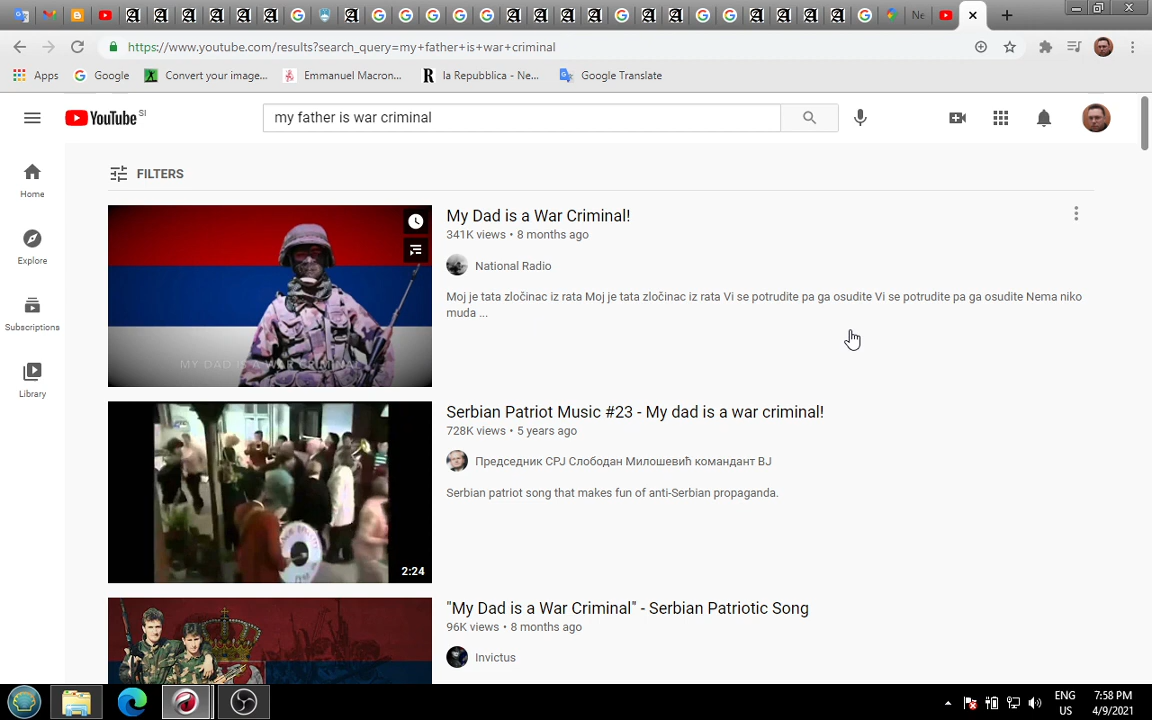 Ne
https://www.youtube.com/results?search_query=my+father+is+war+criminal
Apps
Google
Convert your image...
Emmanuel Macron...
la Repubblica - Ne...
Google Translate
YouTube SI
my father is war criminal
FILTERS
Home
Explore
Subscriptions
Library
MY DAD IS A WAR CRIMINAL
My Dad is a War Criminal!
341K views • 8 months ago
National Radio
Moj je tata zločinac iz rata Moj je tata zločinac iz rata Vi se potrudite pa ga osudite Vi se potrudite pa ga osudite Nema niko
muda ...
2:24
Serbian Patriot Music #23 - My dad is a war criminal!
728K views • 5 years ago
Председник СРЈ Слободан Милошевић командант ВЈ
Serbian patriot song that makes fun of anti-Serbian propaganda.
"My Dad is a War Criminal" - Serbian Patriotic Song
96K views • 8 months ago
Invictus
ENG
US
7:58 PM
4/9/2021